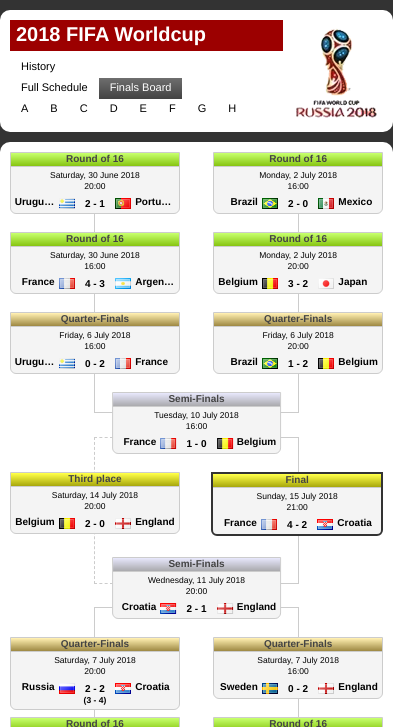 2018 FIFA Worldcup
History
Full Schedule Finals Board
A B C D E F G H
FIFA WORLD CUP
RUSSIA 2018
Round of 16
Saturday, 30 June 2018
20:00
Urugu... 2 - 1 Portu...
Round of 16
Monday, 2 July 2018
16:00
Brazil 2 - 0 Mexico
Round of 16
Saturday, 30 June 2018
16:00
France 4 - 3 Argen...
Round of 16
Monday, 2 July 2018
20:00
Belgium 3 - 2 Japan
Quarter-Finals
Friday, 6 July 2018
16:00
Urugu... 0 - 2 France
Quarter-Finals
Friday, 6 July 2018
20:00
Brazil 1 - 2 Belgium
Semi-Finals
Tuesday, 10 July 2018
16:00
France 1 - 0 Belgium
Third place
Saturday, 14 July 2018
20:00
Belgium 2 - 0 England
Final
Sunday, 15 July 2018
21:00
France 4 - 2 Croatia
Semi-Finals
Wednesday, 11 July 2018
20:00
Croatia 2 - 1 England
Quarter-Finals
Saturday, 7 July 2018
20:00
Russia 2 - 2 Croatia
(3 - 4)
Quarter-Finals
Saturday, 7 July 2018
16:00
Sweden 0 - 2 England
Round of 16
Round of 16